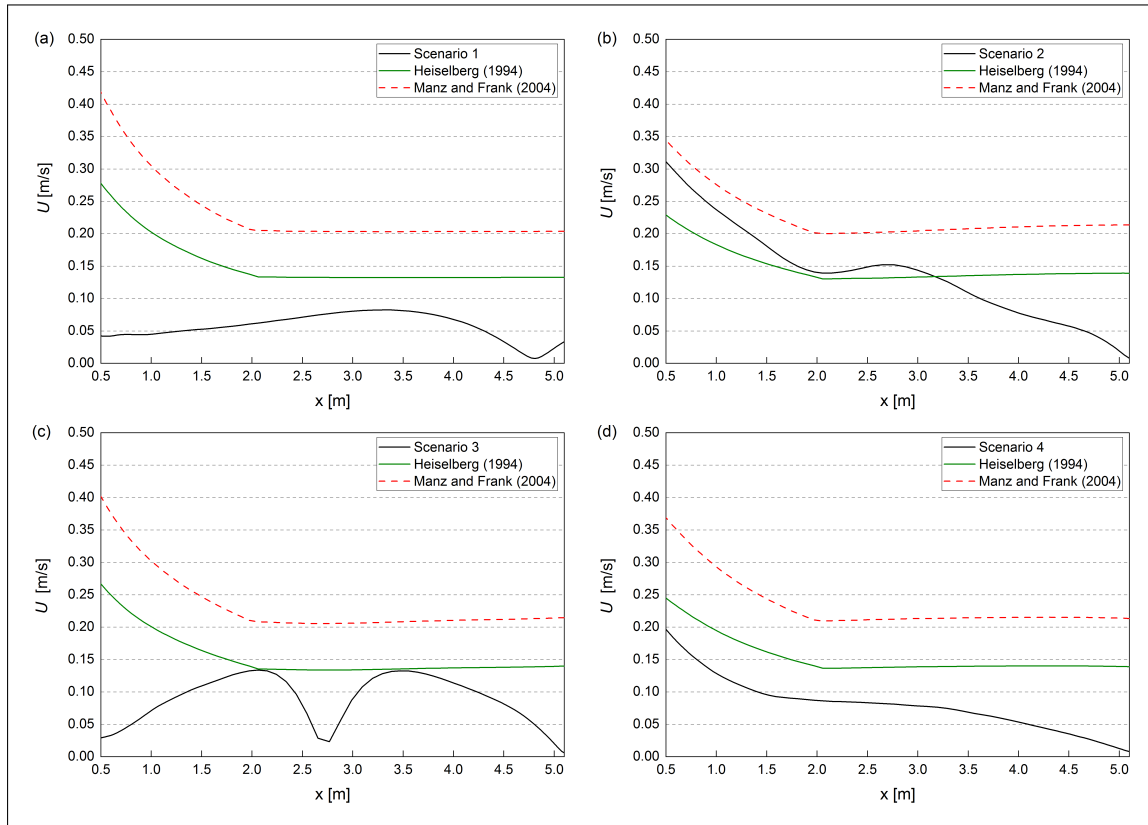 (a)
Scenario 1
Heiselberg (1994)
Manz and Frank (2004)
0.50
0.45
0.40
0.35
0.30
0.25
0.20
0.15
0.10
0.05
0.00
U [m/s]
0.5 1.0 1.5 2.0 2.5 3.0 3.5 4.0 4.5 5.0
x [m]
(b)
Scenario 2
Heiselberg (1994)
Manz and Frank (2004)
0.50
0.45
0.40
0.35
0.30
0.25
0.20
0.15
0.10
0.05
0.00
U [m/s]
0.5 1.0 1.5 2.0 2.5 3.0 3.5 4.0 4.5 5.0
x [m]
(c)
Scenario 3
Heiselberg (1994)
Manz and Frank (2004)
0.50
0.45
0.40
0.35
0.30
0.25
0.20
0.15
0.10
0.05
0.00
U [m/s]
0.5 1.0 1.5 2.0 2.5 3.0 3.5 4.0 4.5 5.0
x [m]
(d)
Scenario 4
Heiselberg (1994)
Manz and Frank (2004)
0.50
0.45
0.40
0.35
0.30
0.25
0.20
0.15
0.10
0.05
0.00
U [m/s]
0.5 1.0 1.5 2.0 2.5 3.0 3.5 4.0 4.5 5.0
x [m]